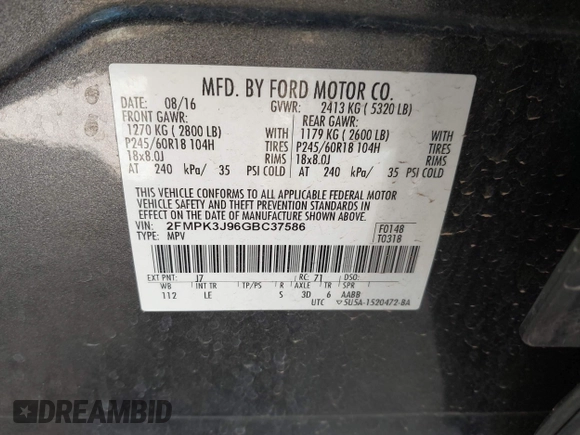 MFD. BY FORD MOTOR CO.
DATE: 08/16 GVWR: 2413 KG ( 5320 LB)
FRONT GAWR: REAR GAWR:
1270 KG ( 2800 LB) WITH 1179 KG ( 2600 LB) WITH
P245/60R18 104H TIRES P245/60R18 104H TIRES
18x8.0J RIMS 18x8.0J RIMS
AT 240 kPa/ 35 PSI COLD AT 240 kPa/ 35 PSI COLD
THIS VEHICLE CONFORMS TO ALL APPLICABLE FEDERAL MOTOR
VEHICLE SAFETY AND THEFT PREVENTION STANDARDS IN EFFECT ON THE
DATE OF MANUFACTURE SHOWN ABOVE.
VIN: 2FMPK3J96GBC37586 F0148
TYPE: MPV T0318
EXT PNT: J7 RC: 71 DSO:
WB INT TR TP/PS R AXLE TR SPR
112 LE S 3D 6 AABB
UTC ▽5U5A-1520472-BA
DREAMBID